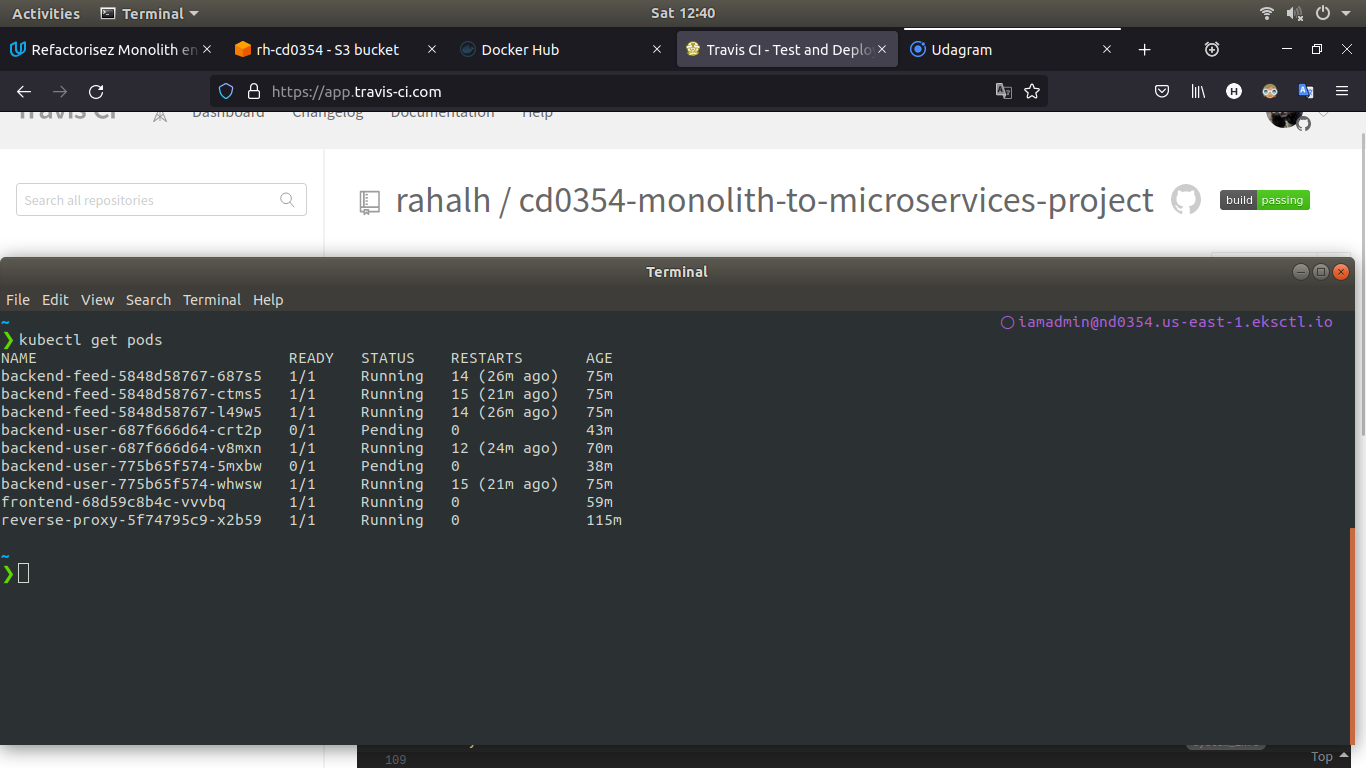 Activities Terminal Sat 12:40
Refactorisez Monolith en rh-cd0354 - S3 bucket Docker Hub Travis CI - Test and Deploy Udagram
https://app.travis-ci.com
Travis CI Dashboard Changelog Documentation Help
Search all repositories
rahalh / cd0354-monolith-to-microservices-project build passing
Terminal
File Edit View Search Terminal Help
~ iamadmin@nd0354.us-east-1.eksctl.io
❯ kubectl get pods
NAME READY STATUS RESTARTS AGE
backend-feed-5848d58767-687s5 1/1 Running 14 (26m ago) 75m
backend-feed-5848d58767-ctms5 1/1 Running 15 (21m ago) 75m
backend-feed-5848d58767-l49w5 1/1 Running 14 (26m ago) 75m
backend-user-687f666d64-crt2p 0/1 Pending 0 43m
backend-user-687f666d64-v8mxn 1/1 Running 12 (24m ago) 70m
backend-user-775b65f574-5mxbw 0/1 Pending 0 38m
backend-user-775b65f574-whwsw 1/1 Running 15 (21m ago) 75m
frontend-68d59c8b4c-vvvbq 1/1 Running 0 59m
reverse-proxy-5f74795c9-x2b59 1/1 Running 0 115m
~
❯
109
Top